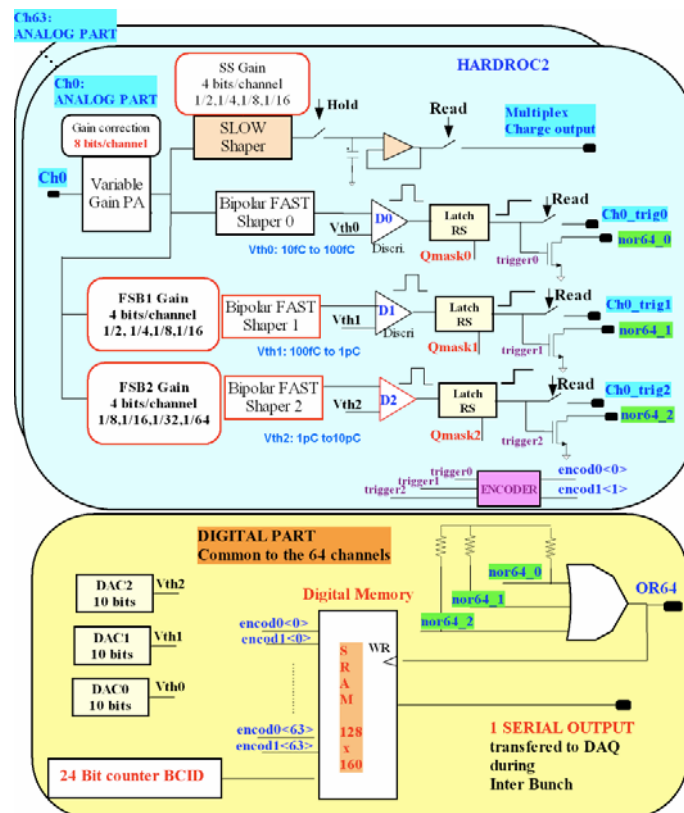 Ch63:
ANALOG PART
Ch0:
ANALOG PART
SS Gain
4 bits/channel
1/2,1/4,1/8,1/16
HARDROC2
Gain correction
8 bits/channel
SLOW
Shaper
Hold
Read
Multiplex
Charge output
Ch0
Variable
Gain PA
Bipolar FAST
Shaper 0
Vth0
D0
Discri.
Latch
RS
Read
Ch0_trig0
nor64_0
Vth0: 10fC to 100fC
Qmask0
trigger0
FSB1 Gain
4 bits/channel
1/2, 1/4,1/8,1/16
Bipolar FAST
Shaper 1
Vth1
D1
Discri
Latch
RS
Read
Ch0_trig1
nor64_1
Vth1: 100fC to 1pC
Qmask1
trigger1
FSB2 Gain
4 bits/channel
1/8,1/16,1/32,1/64
Bipolar FAST
Shaper 2
Vth2
D2
Latch
RS
Read
Ch0_trig2
nor64_2
Vth2: 1pC to10pC
Qmask2
trigger2
trigger0
trigger1
trigger2
ENCODER
encod0<0>
encod1<1>
DIGITAL PART
Common to the 64 channels
DAC2
10 bits
Vth2
DAC1
10 bits
Vth1
DAC0
10 bits
Vth0
Digital Memory
encod0<0>
encod1<0>
encod0<63>
encod1<63>
SRAM
128
x
160
WR
nor64_0
nor64_1
nor64_2
OR64
24 Bit counter BCID
1 SERIAL OUTPUT
transfered to DAQ
during
Inter Bunch